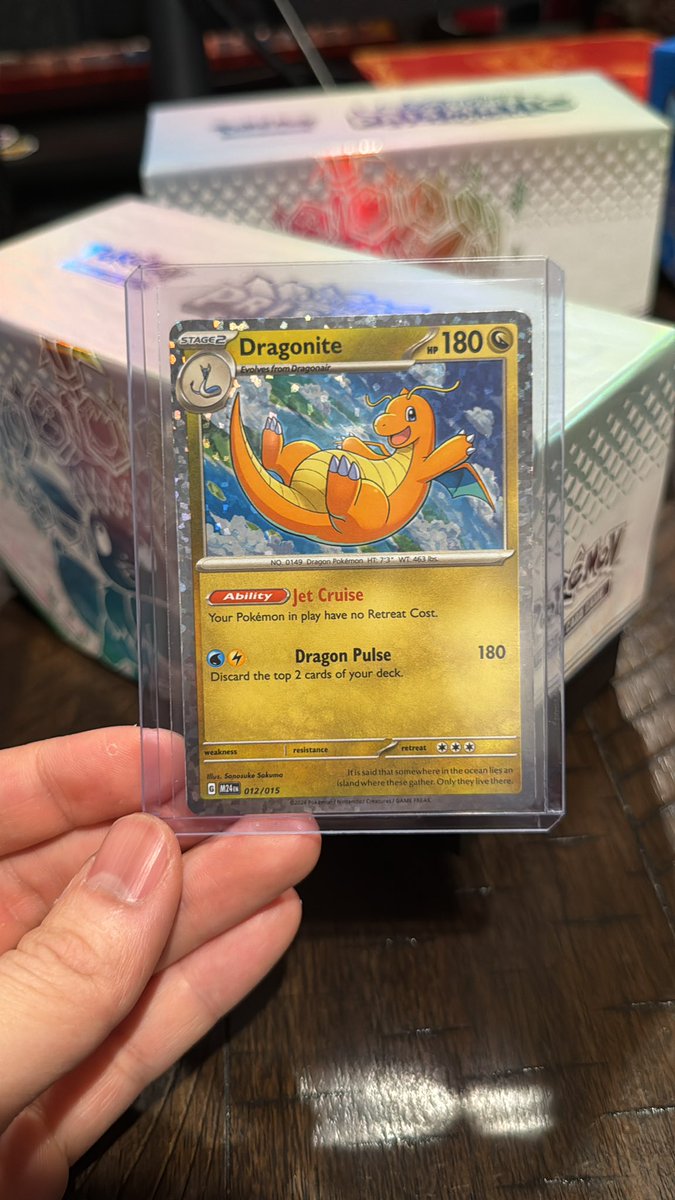 STAGE2
Dragonite
HP 180
Evolves from Dragonair
NO. 0149 Dragon Pokémon HT: 7'3" WT: 463 lbs.
Ability Jet Cruise
Your Pokémon in play have no Retreat Cost.
Dragon Pulse 180
Discard the top 2 cards of your deck.
weakness resistance retreat
Illus. Sanosuke Sakuma
It is said that somewhere in the ocean lies an
G M24 EN 012/015
island where these gather. Only they live there.
©2024 Pokémon / Nintendo / Creatures / GAME FREAK
POKÉMON